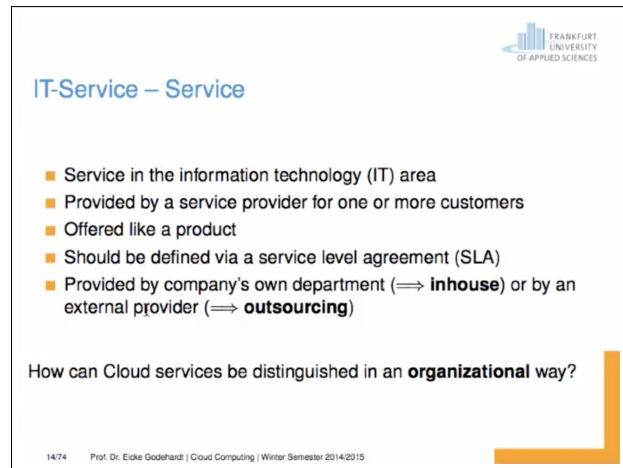 FRANKFURT
UNIVERSITY
OF APPLIED SCIENCES
IT-Service – Service
Service in the information technology (IT) area
Provided by a service provider for one or more customers
Offered like a product
Should be defined via a service level agreement (SLA)
Provided by company's own department (⟹ inhouse) or by an
external provider (⟹ outsourcing)
How can Cloud services be distinguished in an organizational way?
14/74 Prof. Dr. Eicke Godehardt | Cloud Computing | Winter Semester 2014/2015